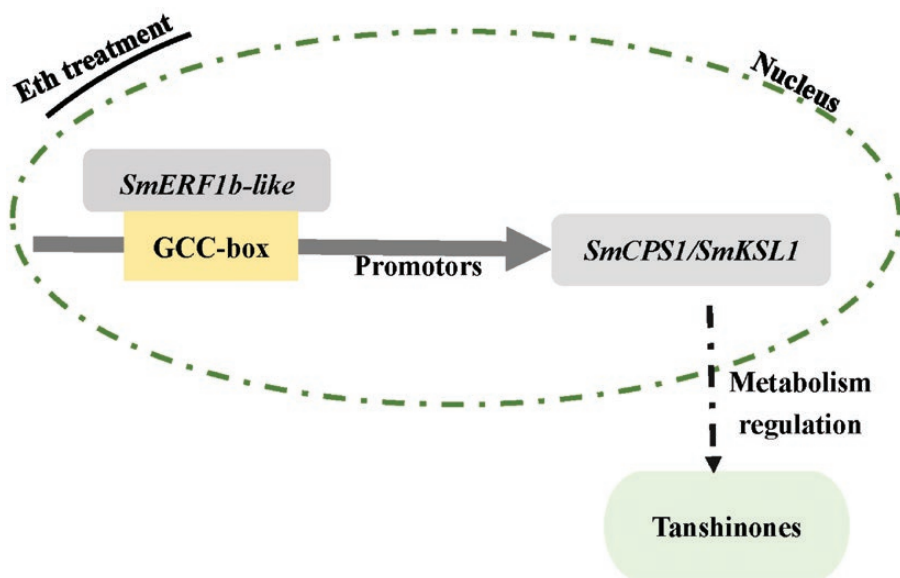 Eth treatment
Nucleus
SmERF1b-like
GCC-box
Promotors
SmCPS1/SmKSL1
Metabolism
regulation
Tanshinones